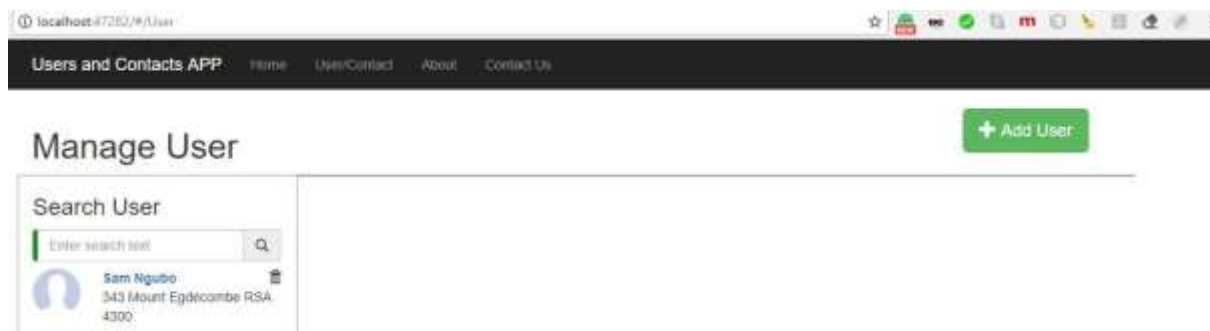 localhost:47282/#/User
Users and Contacts APP Home User/Contact About Contact Us
Manage User
Add User
Search User
Enter search text
Sam Ngubo
343 Mount Egdecombe RSA
4300